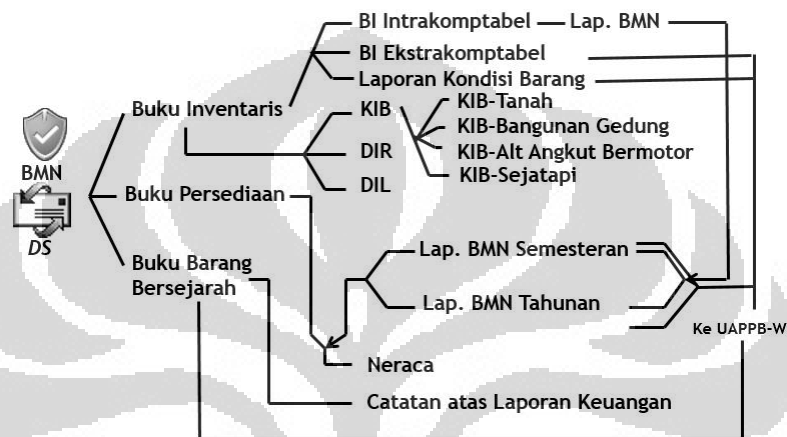 BI Intrakomptabel
Lap. BMN
BI Ekstrakomptabel
Laporan Kondisi Barang
Buku Inventaris
KIB
KIB-Tanah
KIB-Bangunan Gedung
KIB-Alt Angkut Bermotor
KIB-Sejatapi
DIR
DIL
BMN
DS
Buku Persediaan
Buku Barang
Bersejarah
Lap. BMN Semesteran
Lap. BMN Tahunan
Ke UAPPB-W
Neraca
Catatan atas Laporan Keuangan